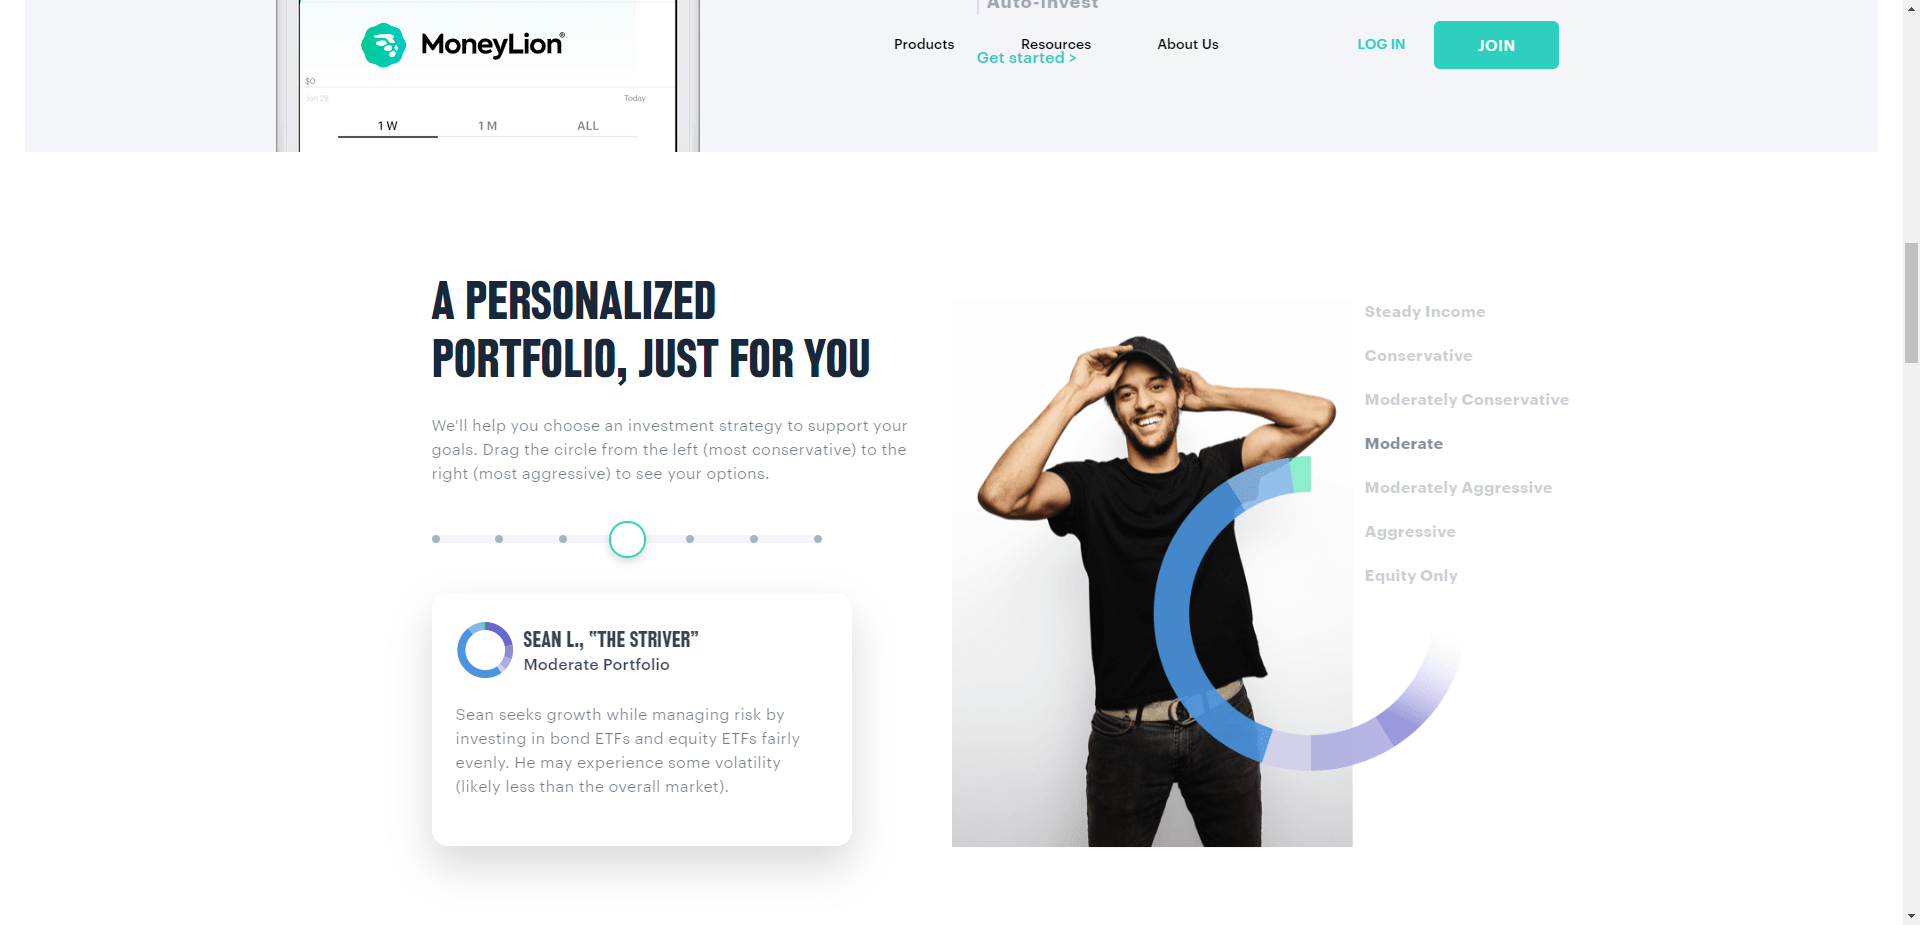 Auto-Invest
MoneyLion®
Products
Resources
About Us
LOG IN
JOIN
Get started >
$0
Jan 28
Today
1 W
1 M
ALL
A PERSONALIZED
PORTFOLIO, JUST FOR YOU
We'll help you choose an investment strategy to support your
goals. Drag the circle from the left (most conservative) to the
right (most aggressive) to see your options.
SEAN L., “THE STRIVER”
Moderate Portfolio
Sean seeks growth while managing risk by
investing in bond ETFs and equity ETFs fairly
evenly. He may experience some volatility
(likely less than the overall market).
Steady Income
Conservative
Moderately Conservative
Moderate
Moderately Aggressive
Aggressive
Equity Only